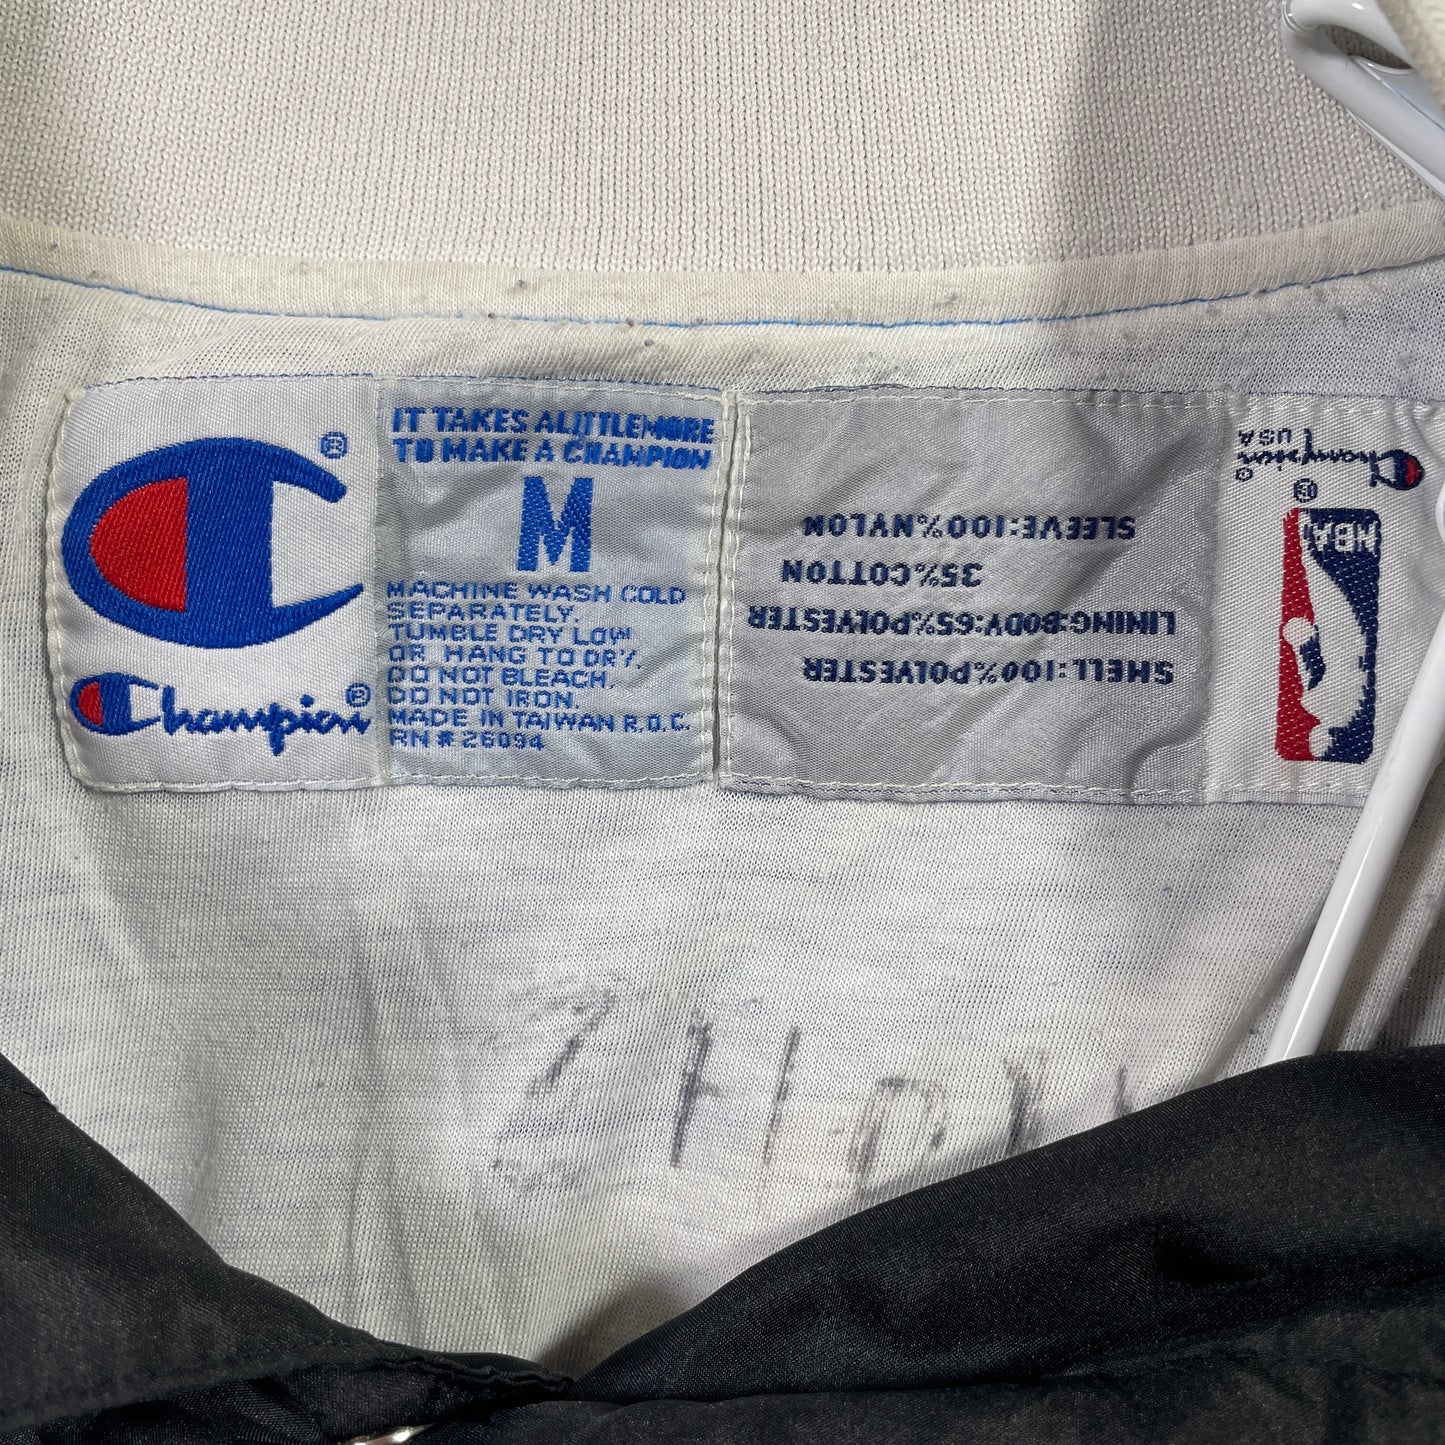 IT TAKES A LITTLE MORE
TO MAKE A CHAMPION
M
MACHINE WASH COLD
SEPARATELY.
TUMBLE DRY LOW
OR HANG TO DRY.
DO NOT BLEACH.
DO NOT IRON.
MADE IN TAIWAN R.O.C.
RN # 26094
®
Champion®
SHELL:100%POLYESTER
LINING:BODY:65%POLYESTER
35%COTTON
SLEEVE:100%NYLON
NBA ®
Champion®
USA